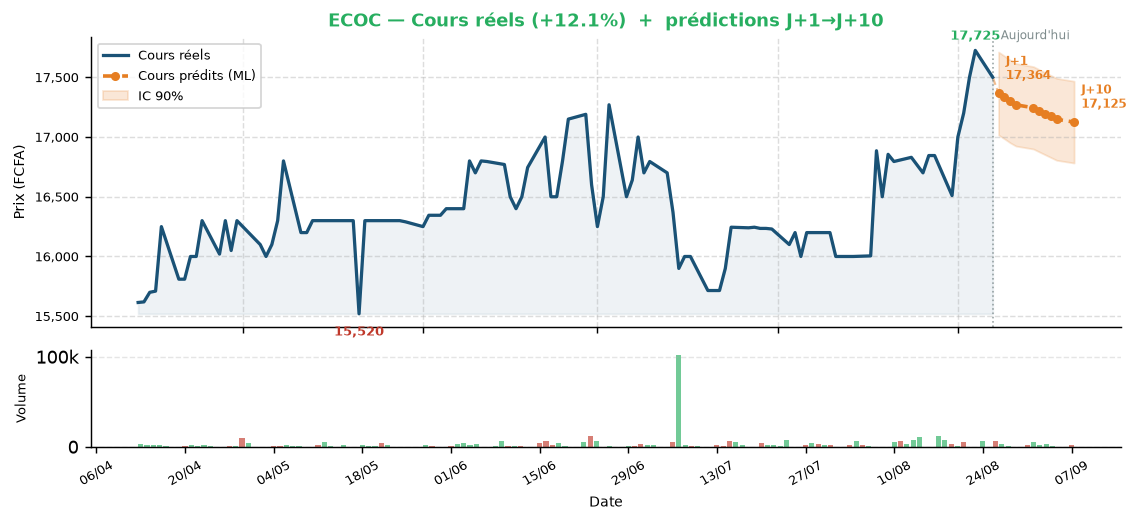 ECOC — Cours réels (+12.1%)  +  prédictions J+1→J+10
Cours réels
Cours prédits (ML)
IC 90%
17,725
Aujourd'hui
J+1
17,364
J+10
17,125
15,520
Prix (FCFA)
17,500
17,000
16,500
16,000
15,500
Volume
100k
0
06/04
20/04
04/05
18/05
01/06
15/06
29/06
13/07
27/07
10/08
24/08
07/09
Date